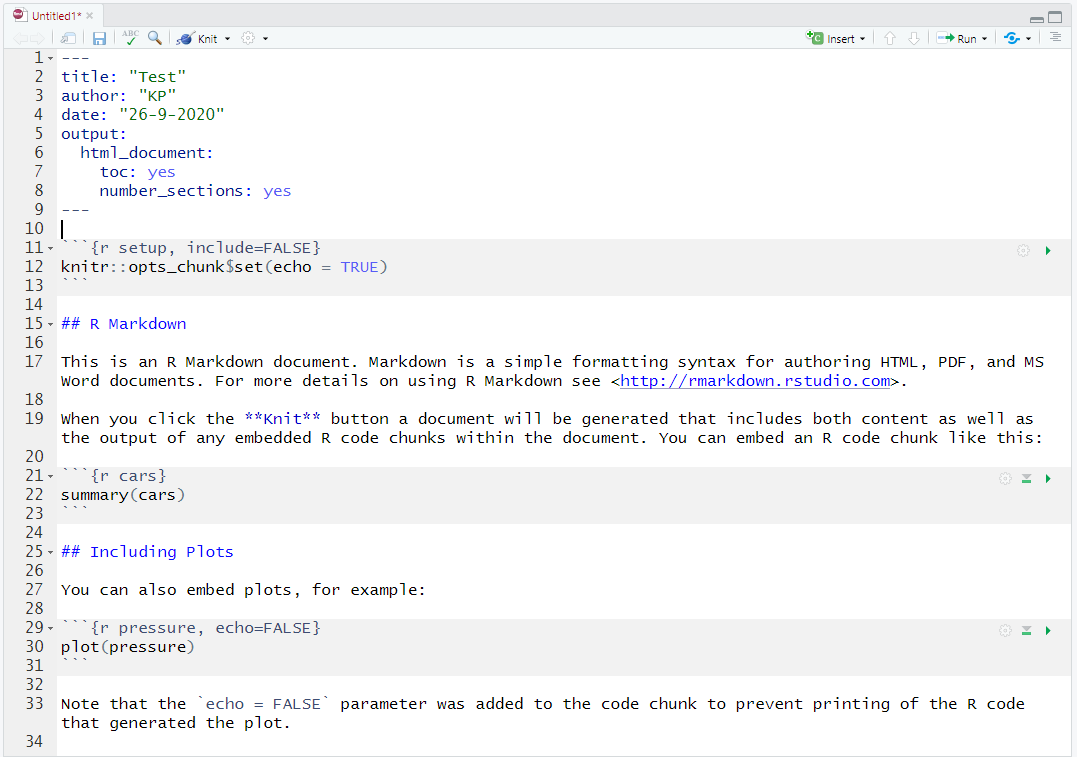 Untitled1*
ABC Knit Insert Run
1 ---
2 title: "Test"
3 author: "KP"
4 date: "26-9-2020"
5 output:
6   html_document:
7     toc: yes
8     number_sections: yes
9 ---
10
11 ```{r setup, include=FALSE}
12 knitr::opts_chunk$set(echo = TRUE)
13 ```
14
15 ## R Markdown
16
17 This is an R Markdown document. Markdown is a simple formatting syntax for authoring HTML, PDF, and MS
Word documents. For more details on using R Markdown see <http://rmarkdown.rstudio.com>.
18
19 When you click the **Knit** button a document will be generated that includes both content as well as
the output of any embedded R code chunks within the document. You can embed an R code chunk like this:
20
21 ```{r cars}
22 summary(cars)
23 ```
24
25 ## Including Plots
26
27 You can also embed plots, for example:
28
29 ```{r pressure, echo=FALSE}
30 plot(pressure)
31 ```
32
33 Note that the `echo = FALSE` parameter was added to the code chunk to prevent printing of the R code
that generated the plot.
34